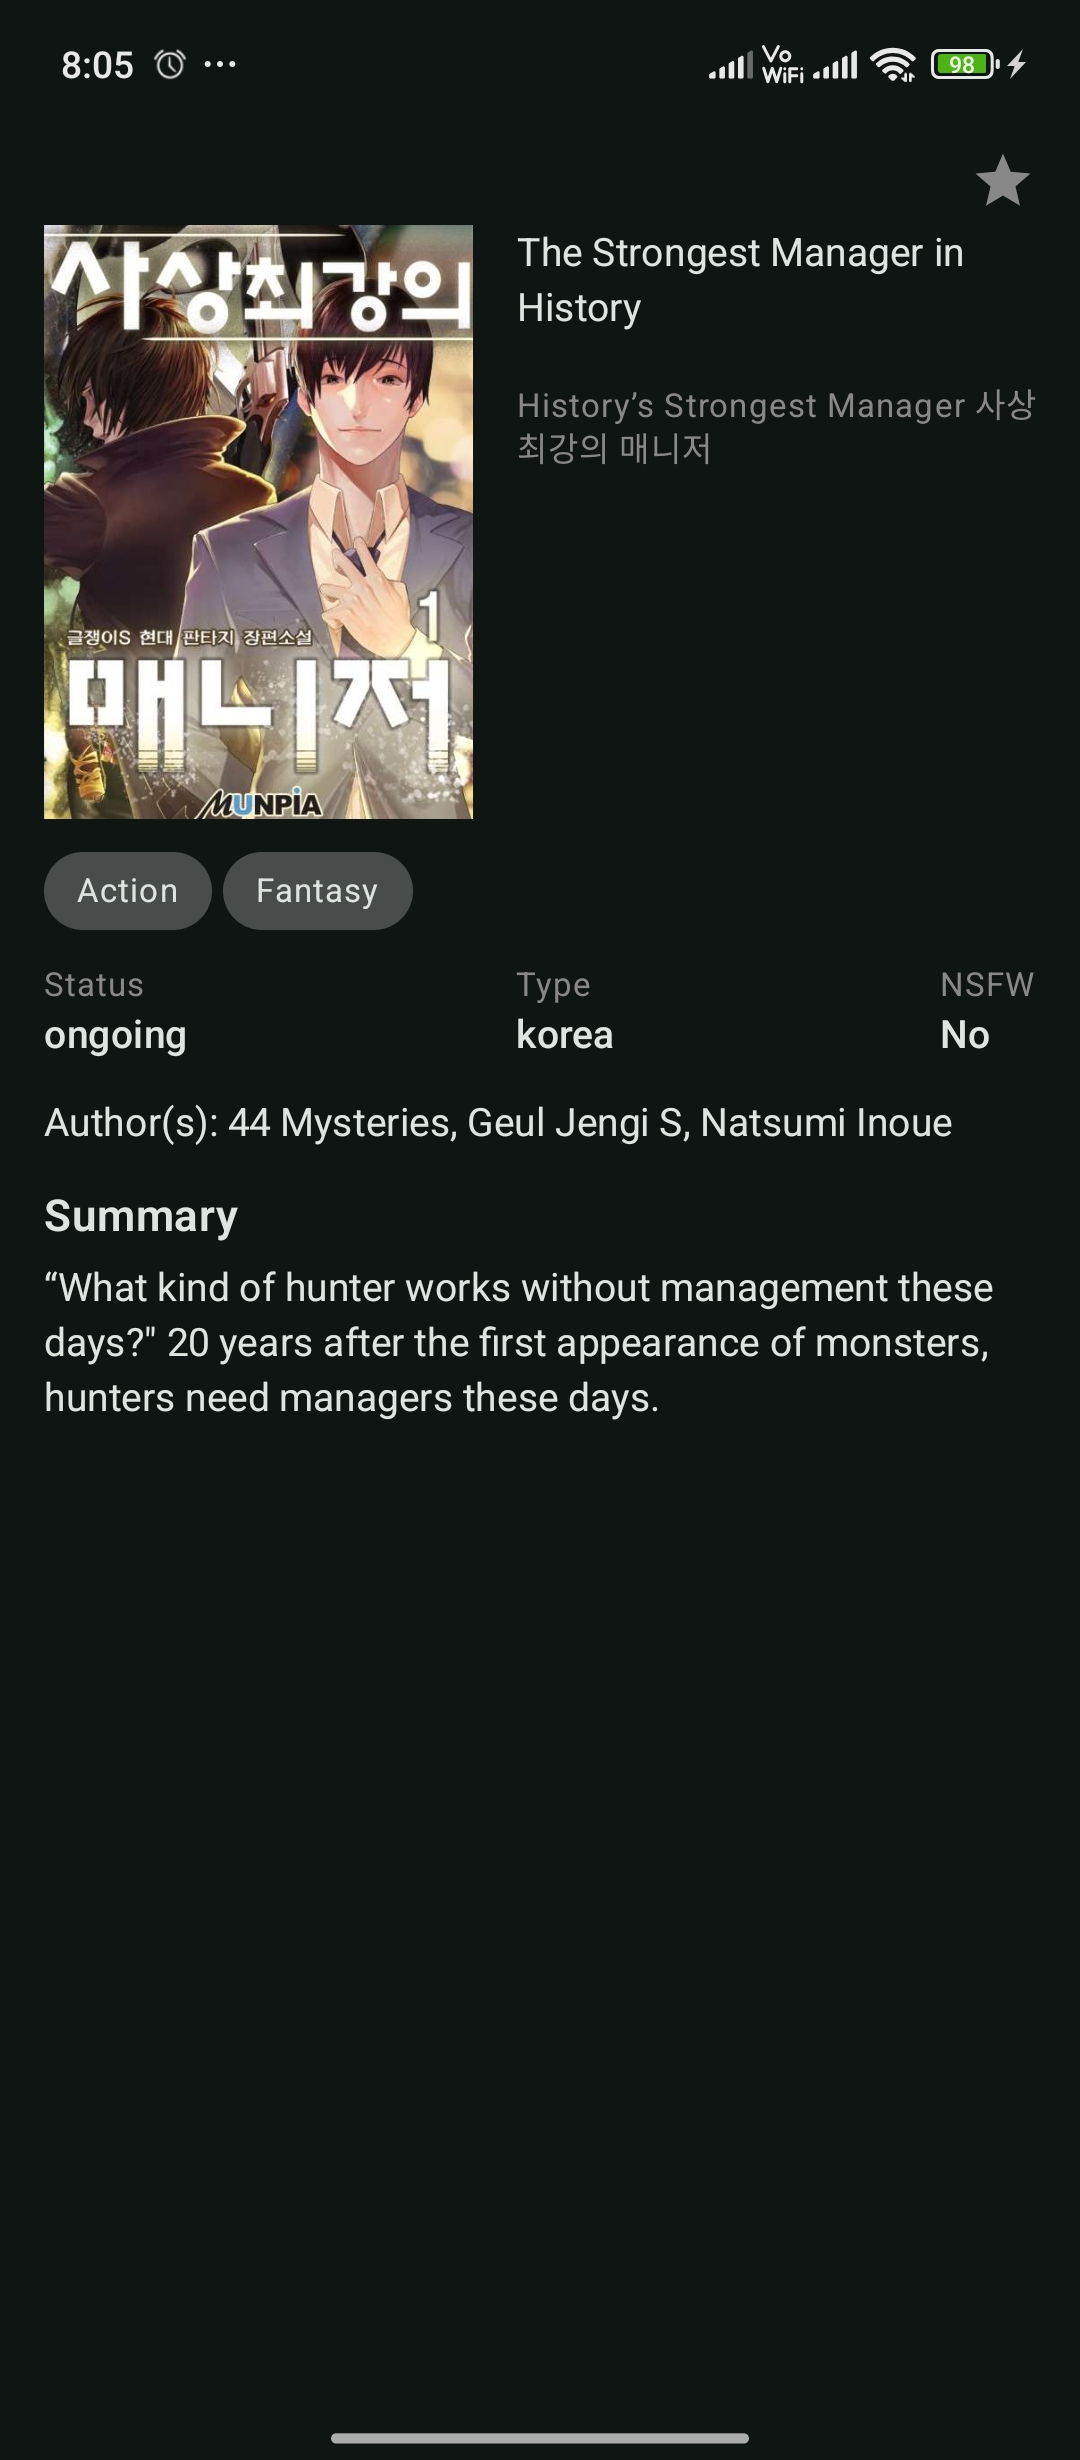 8:05
Vo
WiFi
98
The Strongest Manager in
History
History’s Strongest Manager 사상
최강의 매니저
사상최강의
1
글쟁이S 현대 판타지 장편소설
매니저
MUNPIA
Action
Fantasy
Status
Type
NSFW
ongoing
korea
No
Author(s): 44 Mysteries, Geul Jengi S, Natsumi Inoue
Summary
“What kind of hunter works without management these
days?" 20 years after the first appearance of monsters,
hunters need managers these days.